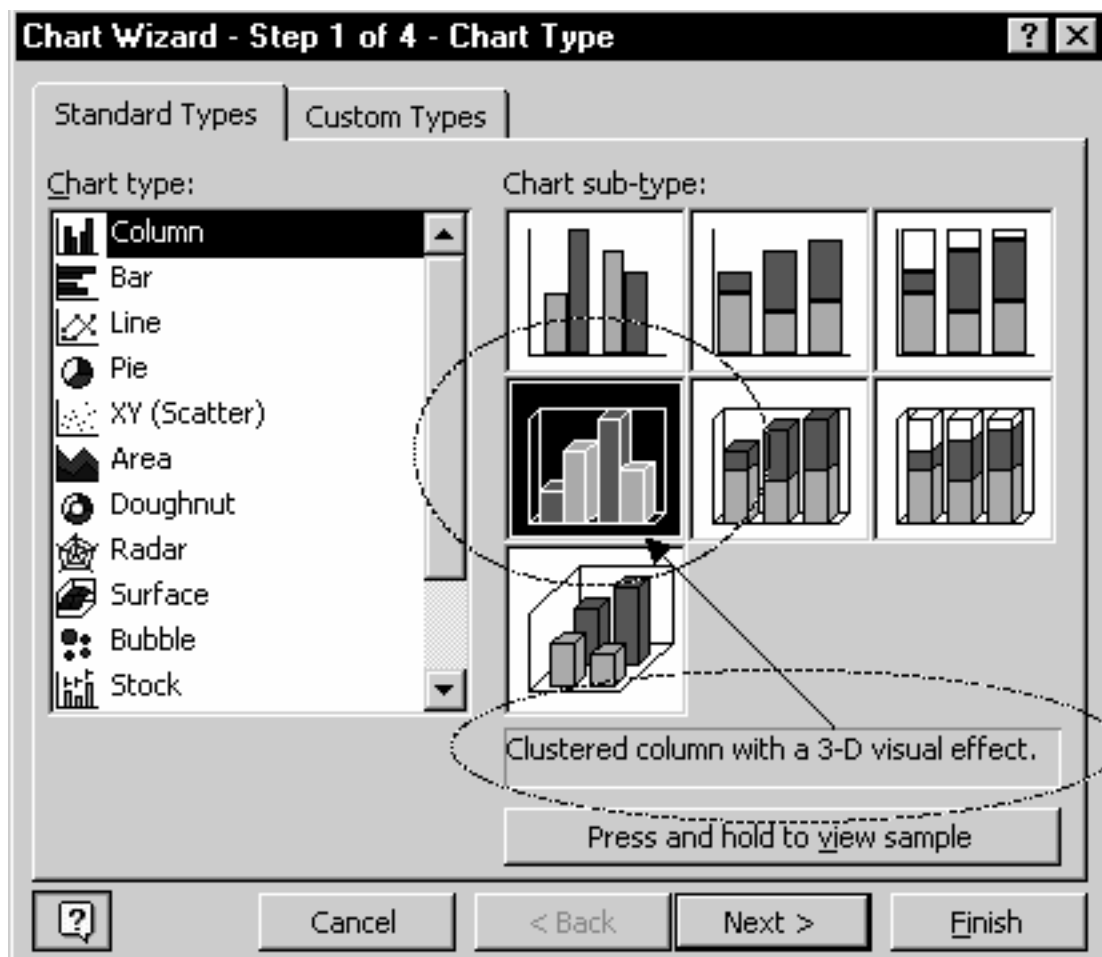 Chart Wizard - Step 1 of 4 - Chart Type
Standard Types
Custom Types
Chart type:
Column
Bar
Line
Pie
XY (Scatter)
Area
Doughnut
Radar
Surface
Bubble
Stock
Chart sub-type:
Clustered column with a 3-D visual effect.
Press and hold to view sample
Cancel
< Back
Next >
Finish